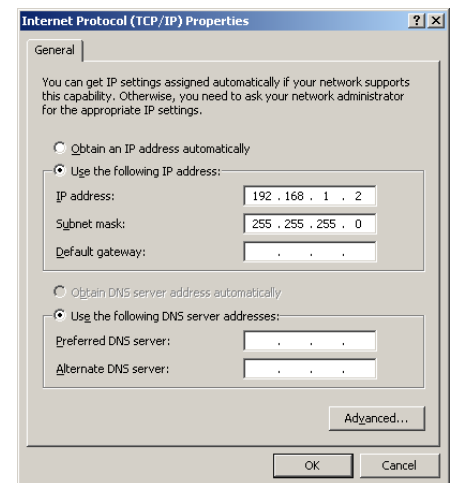 Internet Protocol (TCP/IP) Properties
General
You can get IP settings assigned automatically if your network supports
this capability. Otherwise, you need to ask your network administrator
for the appropriate IP settings.
Obtain an IP address automatically
Use the following IP address:
IP address: 192 . 168 . 1 . 2
Subnet mask: 255 . 255 . 255 . 0
Default gateway: . . .
Obtain DNS server address automatically
Use the following DNS server addresses:
Preferred DNS server: . . .
Alternate DNS server: . . .
Advanced...
OK Cancel